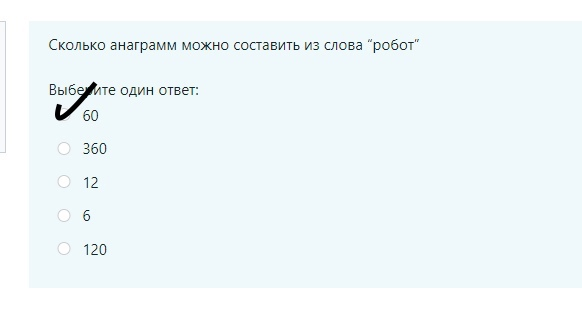 Сколько анаграмм можно составить из слова “робот”
Выберите один ответ:
60
360
12
6
120